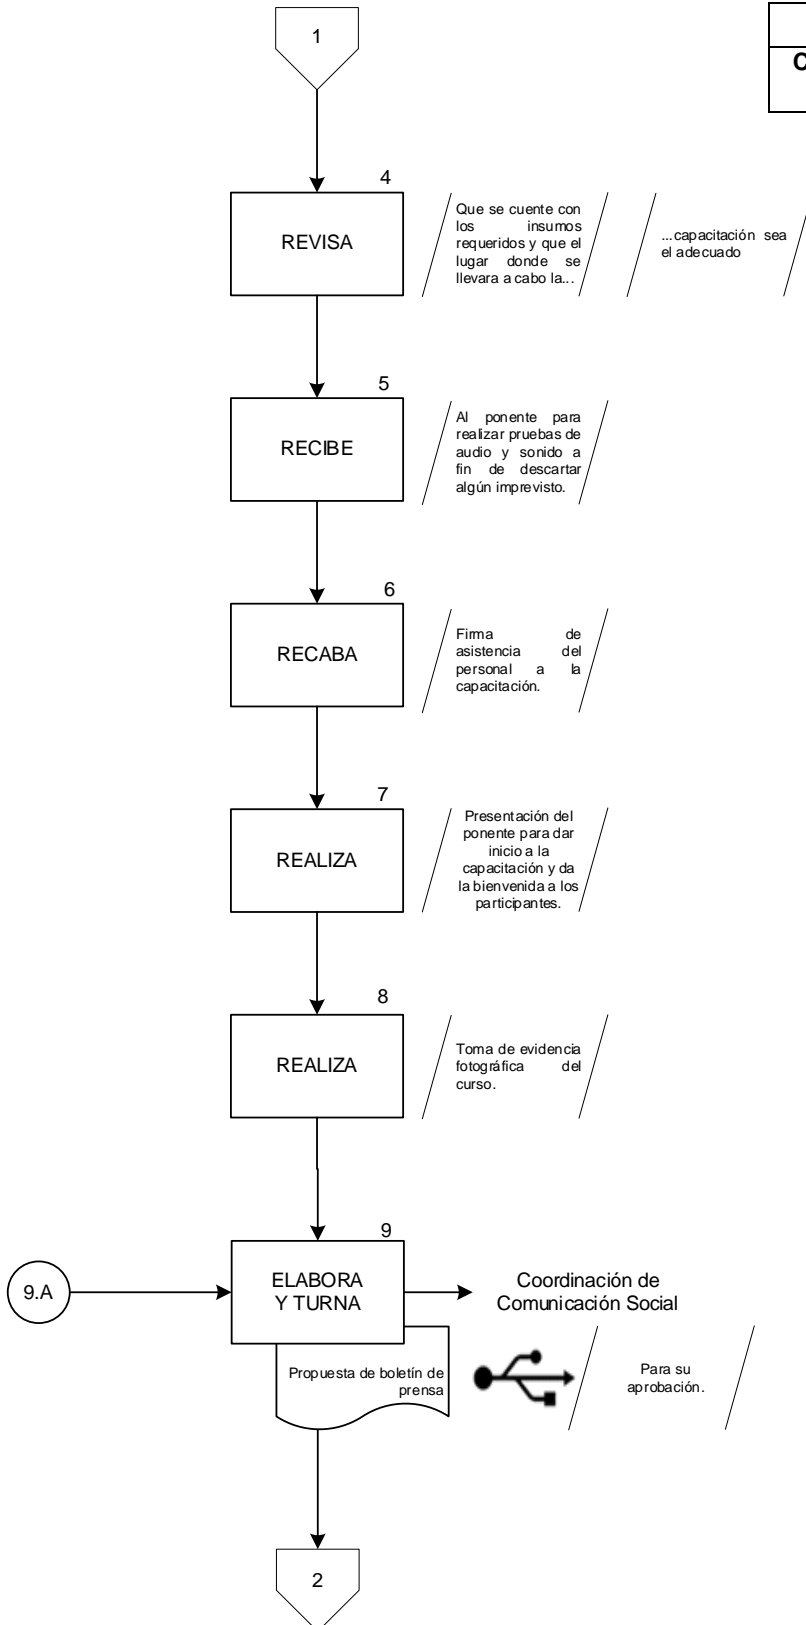 1
C
4
REVISA
Que se cuente con
los insumos
requeridos y que el
lugar donde se
llevara a cabo la...
...capacitación sea
el adecuado
5
RECIBE
Al ponente para
realizar pruebas de
audio y sonido a
fin de descartar
algún imprevisto.
6
RECABA
Firma de
asistencia del
personal a la
capacitación.
7
REALIZA
Presentación del
ponente para dar
inicio a la
capacitación y da
la bienvenida a los
participantes.
8
REALIZA
Toma de evidencia
fotográfica del
curso.
9
9.A
ELABORA
Y TURNA
Coordinación de
Comunicación Social
Propuesta de boletín de
prensa
Para su
aprobación.
2